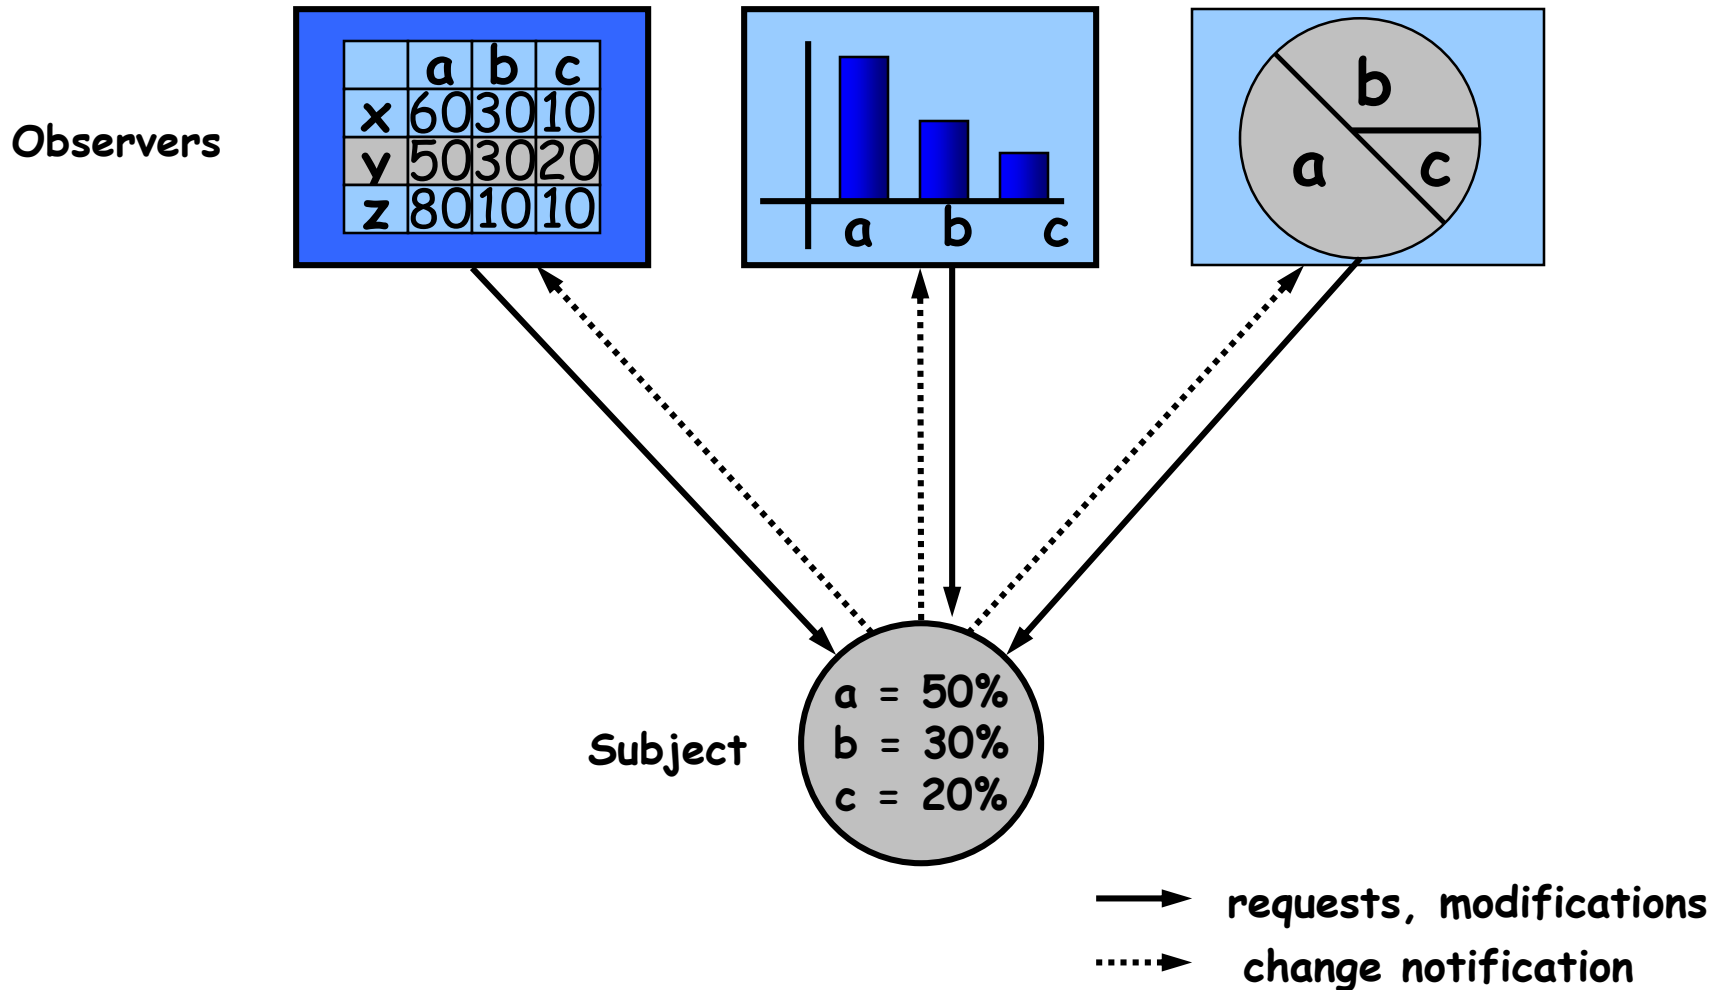 a b c
x 60 30 10
y 50 30 20
z 80 10 10
Observers
a b c
b
a c
a = 50%
b = 30%
c = 20%
Subject
requests, modifications
change notification